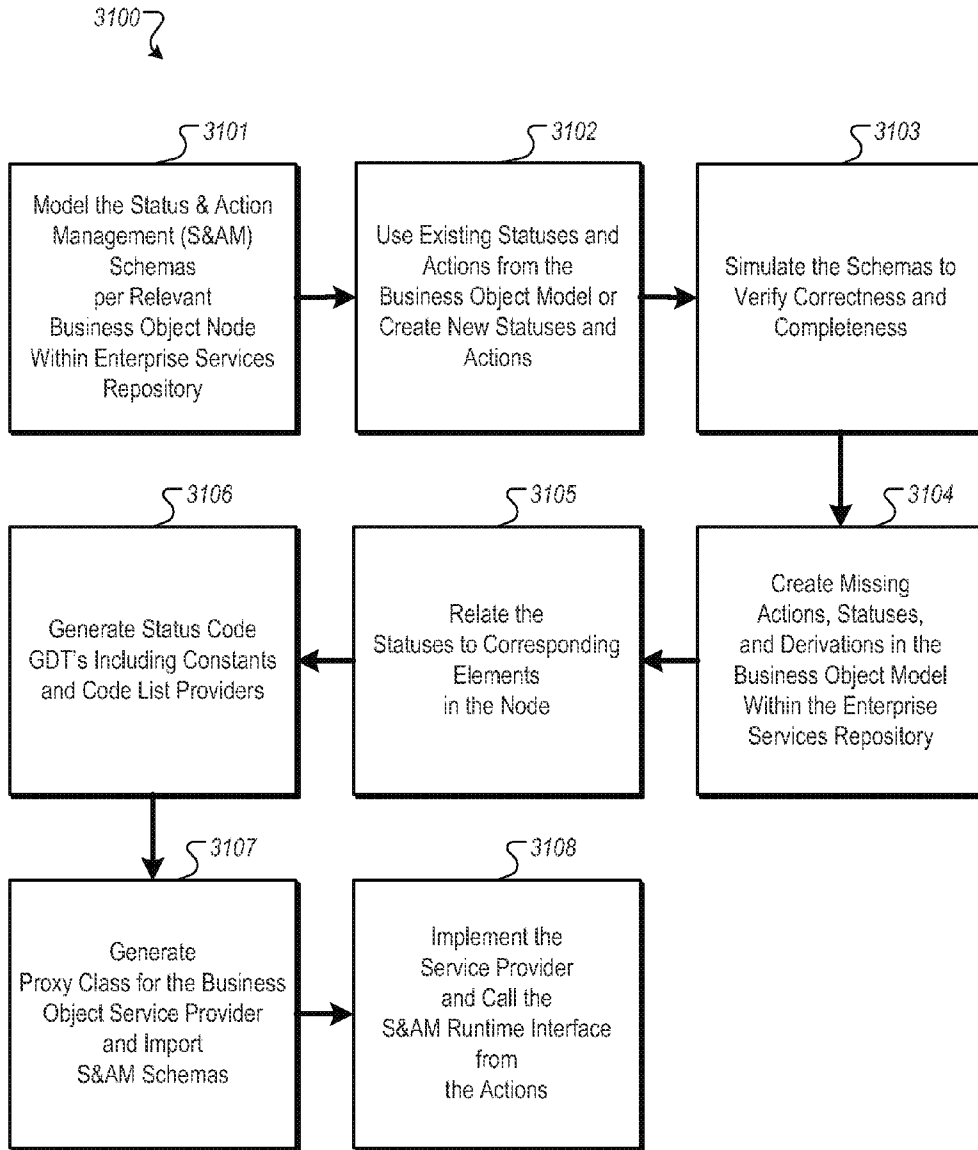 3100
3101
Model the Status & Action
Management (S&AM)
Schemas
per Relevant
Business Object Node
Within Enterprise Services
Repository
3102
Use Existing Statuses and
Actions from the
Business Object Model or
Create New Statuses and
Actions
3103
Simulate the Schemas to
Verify Correctness and
Completeness
3104
Create Missing
Actions, Statuses,
and Derivations in the
Business Object Model
Within the Enterprise
Services Repository
3105
Relate the
Statuses to Corresponding
Elements
in the Node
3106
Generate Status Code
GDT's Including Constants
and Code List Providers
3107
Generate
Proxy Class for the Business
Object Service Provider
and Import
S&AM Schemas
3108
Implement the
Service Provider
and Call the
S&AM Runtime Interface
from
the Actions